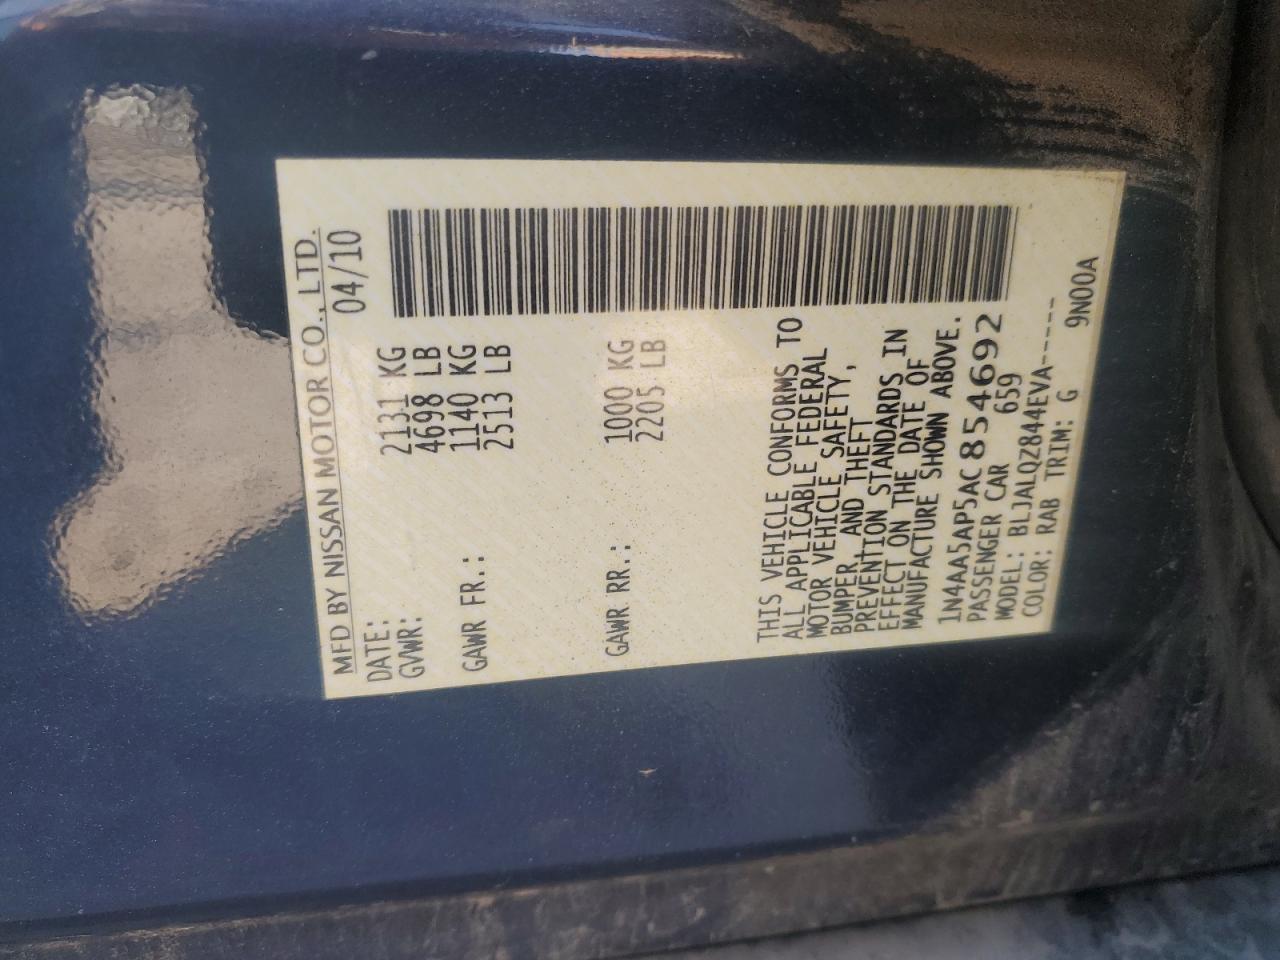 MFD BY NISSAN MOTOR CO., LTD.
DATE: 04/10
GVWR: 2131 KG
4698 LB
GAWR FR.: 1140 KG
2513 LB
GAWR RR.: 1000 KG
2205 LB
THIS VEHICLE CONFORMS TO
ALL APPLICABLE FEDERAL
MOTOR VEHICLE SAFETY,
BUMPER, AND THEFT
PREVENTION STANDARDS IN
EFFECT ON THE DATE OF
MANUFACTURE SHOWN ABOVE.
1N4AA5AP5AC854692
PASSENGER CAR 659
MODEL: BLJALQZ844EVA-----
COLOR: RAB TRIM: G 9N00A